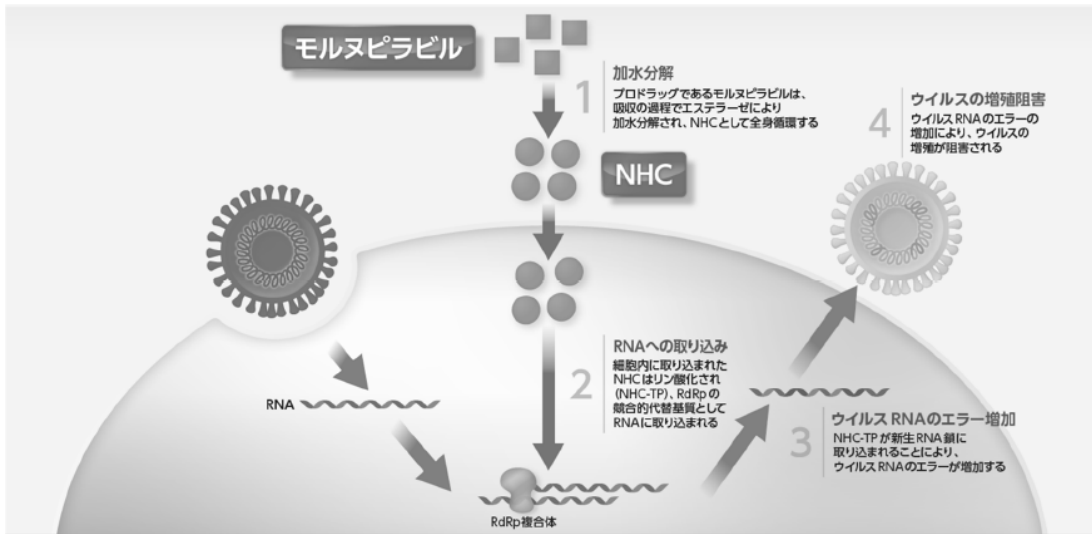 モルヌピラビル
1
加水分解
プロドラッグであるモルヌピラビルは、
吸収の過程でエステラーゼにより
加水分解され、NHCとして全身循環する
NHC
4
ウイルスの増殖阻害
ウイルスRNAのエラーの
増加により、ウイルスの
増殖が阻害される
RNA
2
RNAへの取り込み
細胞内に取り込まれた
NHCはリン酸化され
(NHC-TP)、RdRpの
競合的代替基質として
RNAに取り込まれる
3
ウイルスRNAのエラー増加
NHC-TPが新生RNA鎖に
取り込まれることにより、
ウイルスRNAのエラーが増加する
RdRp複合体